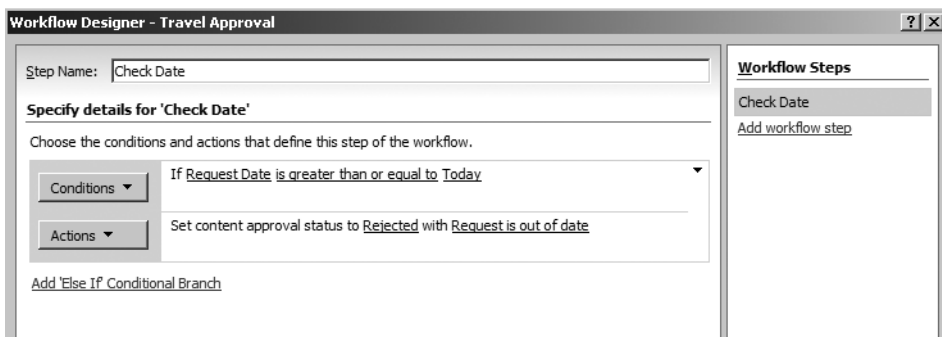 Workflow Designer - Travel Approval
? X
Step Name: Check Date
Specify details for 'Check Date'
Choose the conditions and actions that define this step of the workflow.
Conditions
If Request Date is greater than or equal to Today
Actions
Set content approval status to Rejected with Request is out of date
Add 'Else If' Conditional Branch
Workflow Steps
Check Date
Add workflow step